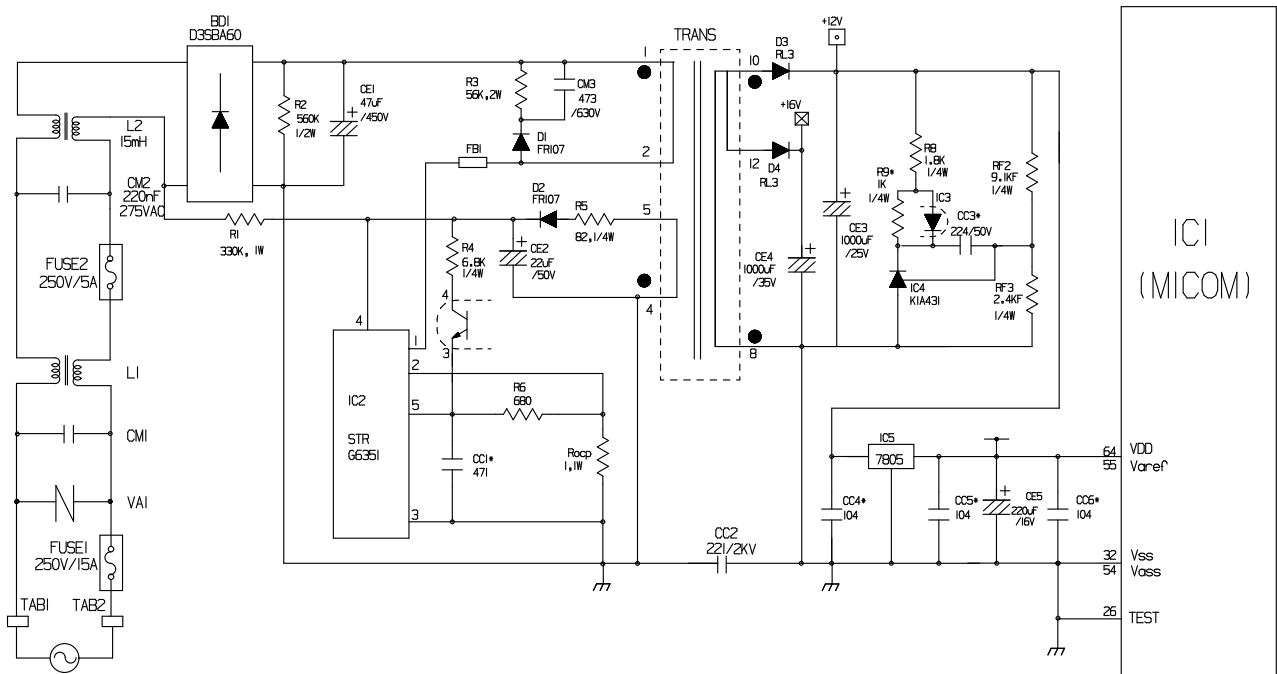 BD1
D3SBA60
L2
15mH
CM2
220nF
275VAC
FUSE2
250V/5A
L1
CM1
VA1
FUSE1
250V/15A
TAB1
TAB2
R2
560K
1/2W
CE1
47uF
/450V
+
R3
56K,2W
CM3
473
/630V
D1
FR107
FB1
R1
330K, 1W
D2
FR107
R5
82,1/4W
R4
6.8K
1/4W
CE2
22uF
/50V
+
4
3
4
1
2
5
3
IC2
STR
G6351
R6
680
CC1*
471
Rocp
1,1W
TRANS
1
2
5
4
10
12
8
D3
RL3
+12V
+16V
D4
RL3
CE3
1000uF
/25V
+
CE4
1000uF
/35V
+
R8
1.8K
1/4W
R9*
1K
1/4W
IC3
CC3*
224/50V
RF2
9.1KF
1/4W
IC4
KIA431
RF3
2.4KF
1/4W
CC2
221/2KV
IC5
7805
CC4*
104
CC5*
104
CE5
220uF
/16V
+
CC6*
104
64
VDD
55
Varef
32
Vss
54
Vass
26
TEST
IC1
(MICOM)